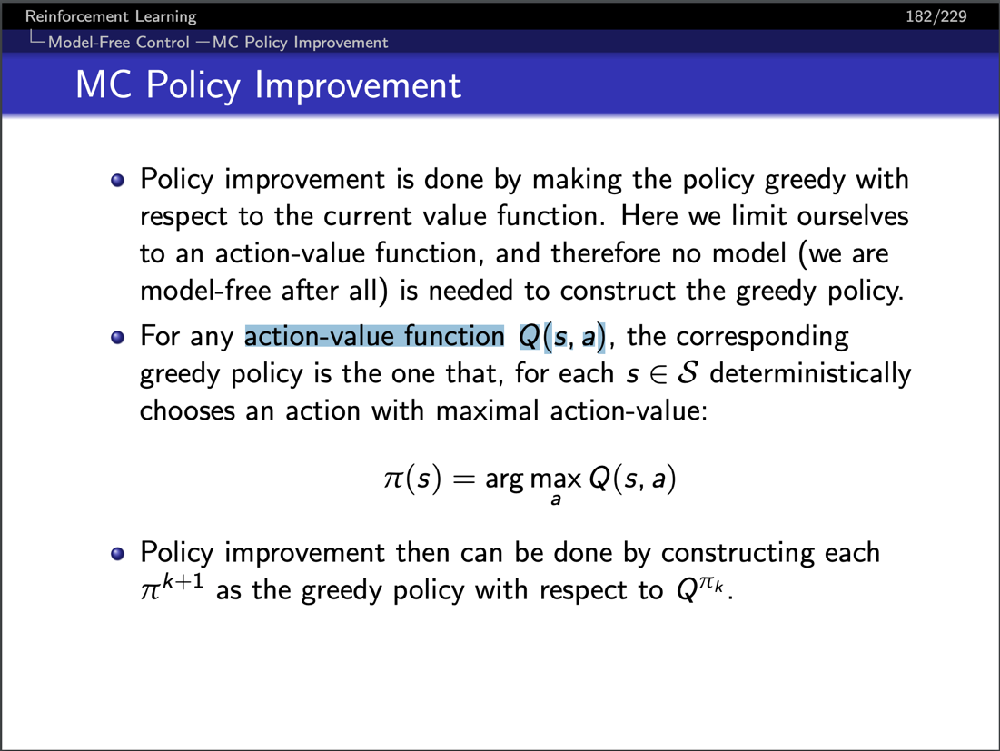 Reinforcement Learning 182/229
Model-Free Control — MC Policy Improvement
MC Policy Improvement
Policy improvement is done by making the policy greedy with
respect to the current value function. Here we limit ourselves
to an action-value function, and therefore no model (we are
model-free after all) is needed to construct the greedy policy.
For any action-value function Q(s, a), the corresponding
greedy policy is the one that, for each s ∈ 𝒮 deterministically
chooses an action with maximal action-value:
π(s) = arg max_a Q(s, a)
Policy improvement then can be done by constructing each
π^{k+1} as the greedy policy with respect to Q^{π_k}.